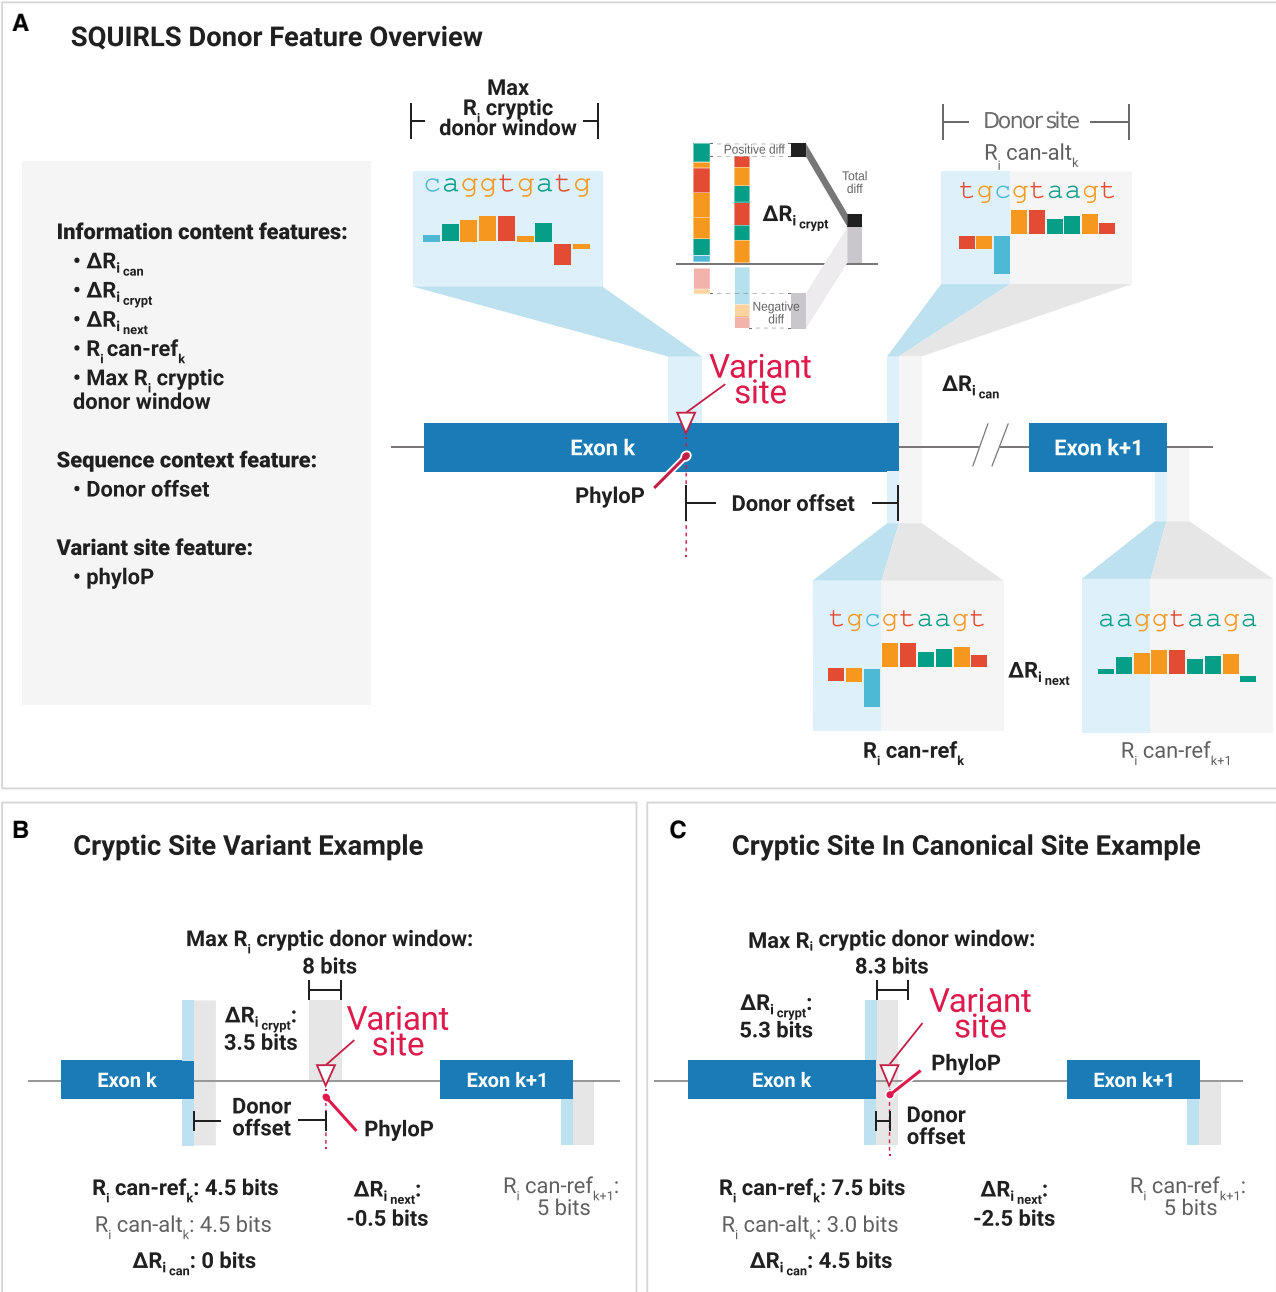 A
SQUIRLS Donor Feature Overview
Max
Ri cryptic
donor window
caggtgatg
Information content features:
• ΔRi can
• ΔRi crypt
• ΔRi next
• Ri can-refk
• Max Ri cryptic
donor window
Sequence context feature:
• Donor offset
Variant site feature:
• phyloP
Positive diff
Total
diff
ΔRi crypt
Negative
diff
Donor site
Ri can-altk
tgcgtaagt
Variant
site
ΔRi can
Exon k
Exon k+1
PhyloP
Donor offset
tgcgtaagt
ΔRi next
aaggtaaga
Ri can-refk
Ri can-refk+1
B
Cryptic Site Variant Example
Max Ri cryptic donor window:
8 bits
ΔRi crypt:
3.5 bits
Variant
site
Exon k
Exon k+1
Donor
offset
PhyloP
Ri can-refk: 4.5 bits
Ri can-altk: 4.5 bits
ΔRi can: 0 bits
ΔRi next:
-0.5 bits
Ri can-refk+1:
5 bits
C
Cryptic Site In Canonical Site Example
Max Ri cryptic donor window:
8.3 bits
ΔRi crypt:
5.3 bits
Variant
site
PhyloP
Exon k
Exon k+1
Donor
offset
Ri can-refk: 7.5 bits
Ri can-altk: 3.0 bits
ΔRi can: 4.5 bits
ΔRi next:
-2.5 bits
Ri can-refk+1:
5 bits